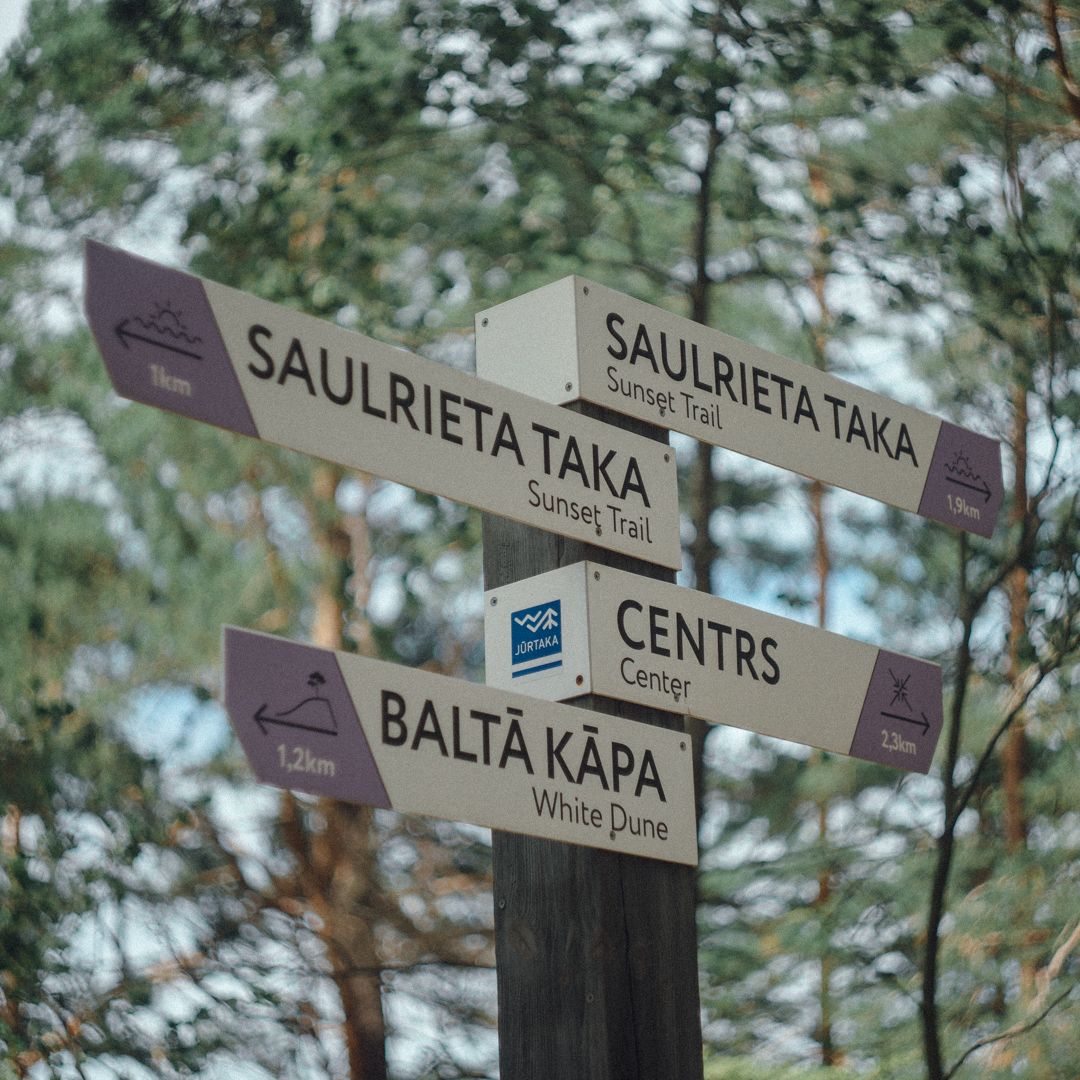 SAULRIETA TAKA
Sunset Trail
1km
SAULRIETA TAKA
Sunset Trail
1,9km
JŪRTAKA
CENTRS
Center
2,3km
BALTĀ KĀPA
White Dune
1,2km